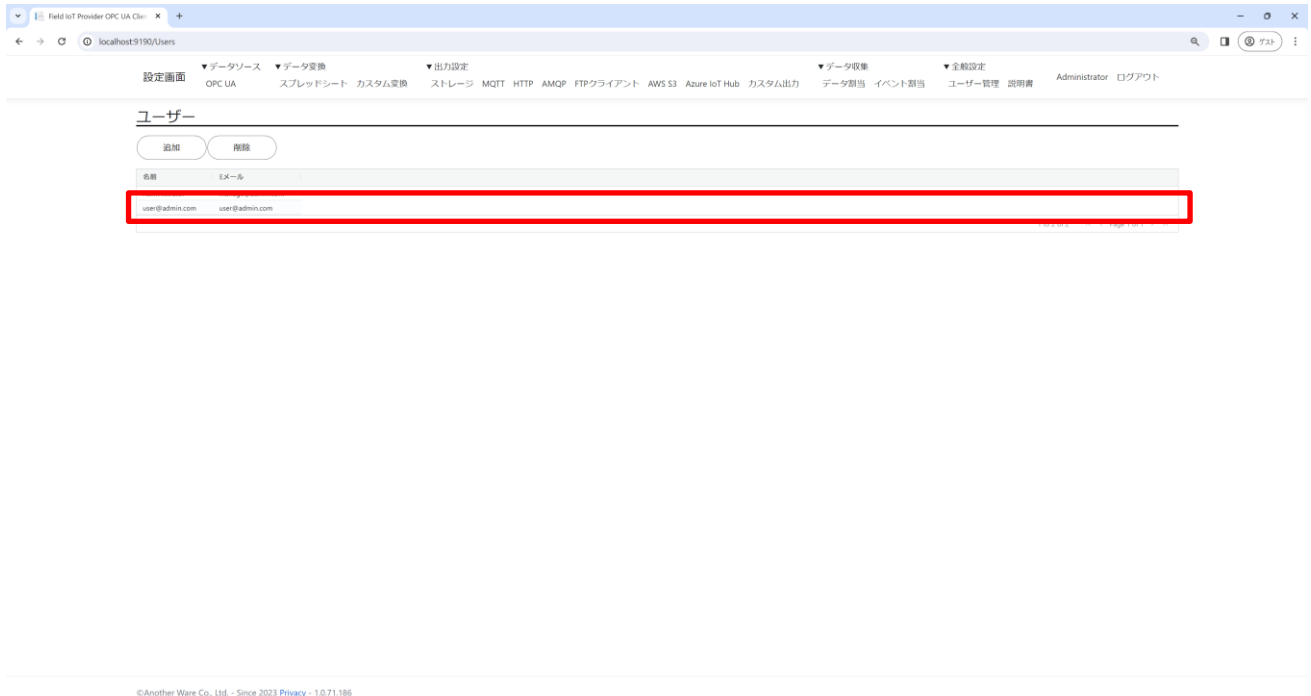 Field IoT Provider OPC UA Clien
localhost:9190/Users
ゲスト
設定画面
▼データソース ▼データ変換 ▼出力設定 ▼データ収集 ▼全般設定
OPC UA スプレッドシート カスタム変換 ストレージ MQTT HTTP AMQP FTPクライアント AWS S3 Azure IoT Hub カスタム出力 データ割当 イベント割当 ユーザー管理 説明書
Administrator ログアウト
ユーザー
追加 削除
名前 Eメール
user@admin.com user@admin.com
©Another Ware Co., Ltd. - Since 2023 Privacy - 1.0.71.186